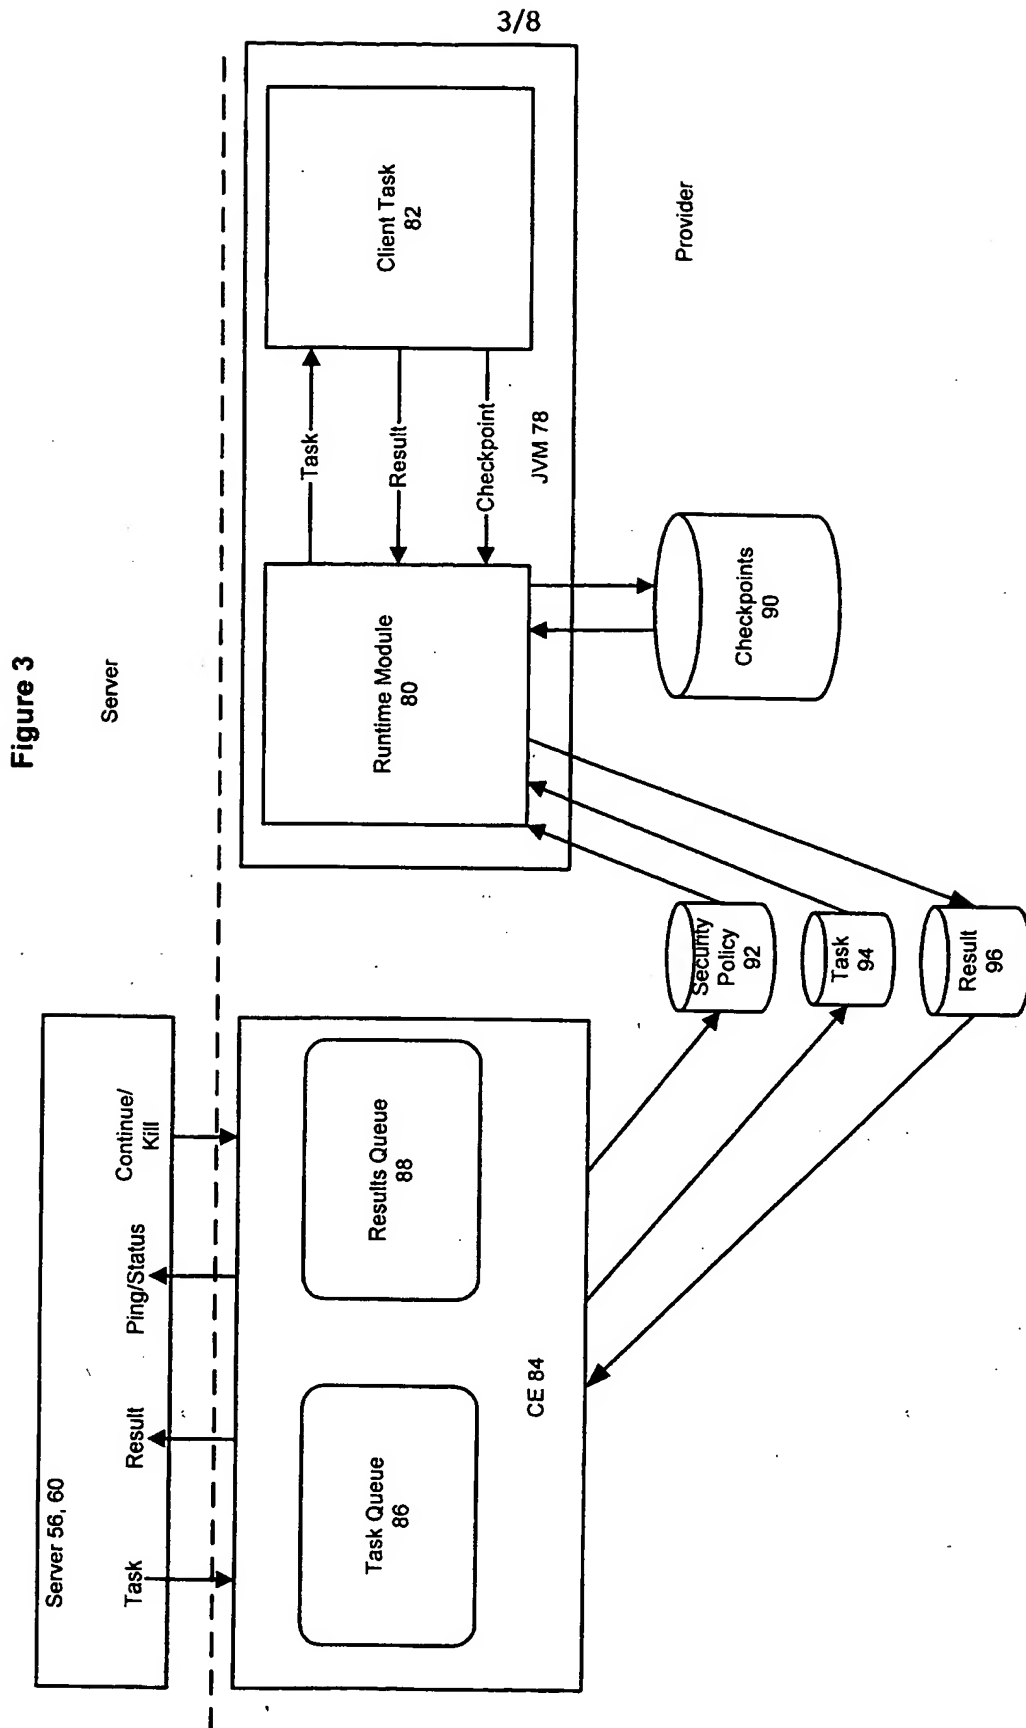 3/8
Figure 3
Server
Server 56, 60
Task
Result
Ping/Status
Continue/
Kill
Task Queue
86
Results Queue
88
CE 84
Runtime Module
80
Task
Result
Checkpoint
Client Task
82
JVM 78
Security
Policy
92
Task
94
Result
96
Checkpoints
90
Provider